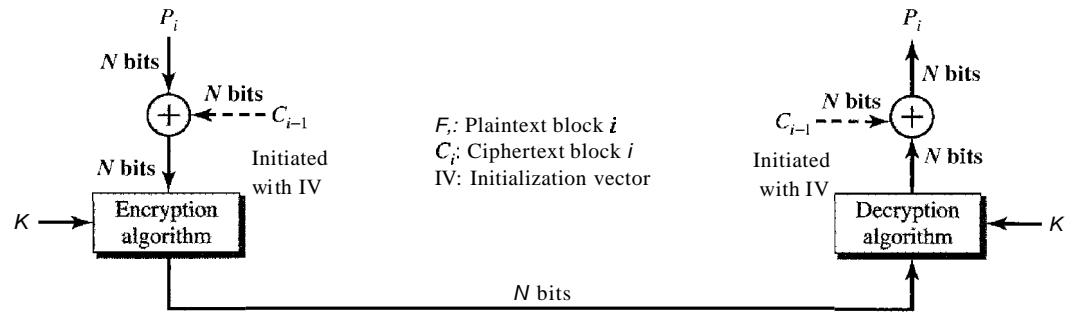 P_i
N bits
N bits
C_{i-1}
N bits
Initiated
with IV
K
Encryption
algorithm
F,: Plaintext block i
C_i: Ciphertext block i
IV: Initialization vector
P_i
N bits
N bits
C_{i-1}
N bits
Initiated
with IV
Decryption
algorithm
K
N bits